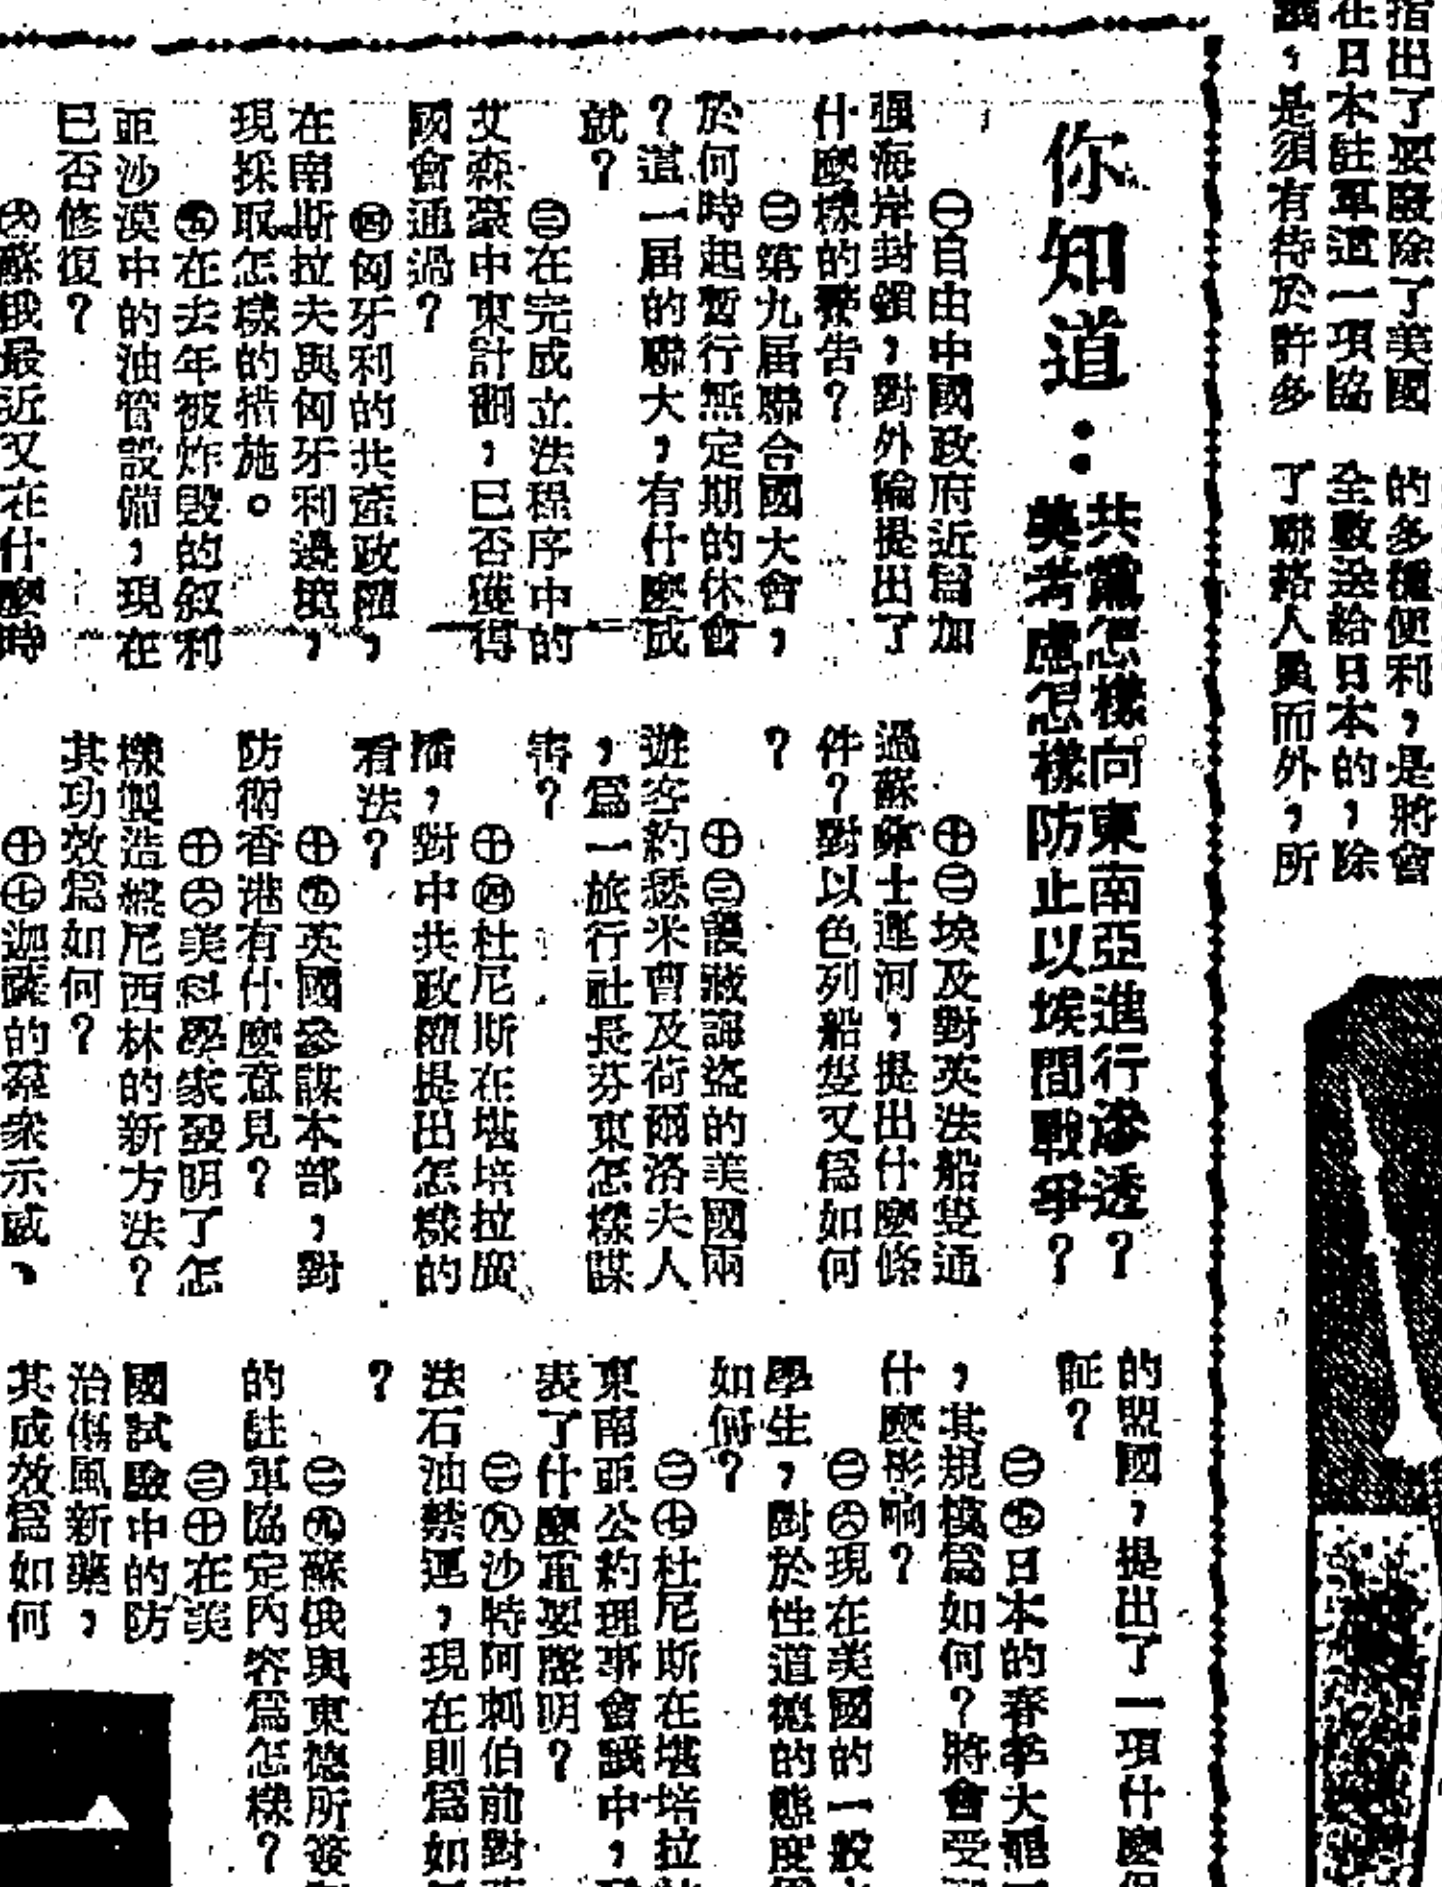 指出了要廢除了美國
在日本註軍這一項協
議，是須有待於許多
的多種便利，是將會
全數送給日本的，除
了聯絡人員而外，所
你知道：
共黨怎樣向東南亞進行滲透？
美考慮怎樣防止以埃間戰爭？
㊀自由中國政府近爲加
强海岸封鎖，對外輪提出了
什麼樣的警告？
㊁第九届聯合國大會，
於何時起暫行無定期的休會
？這一届的聯大，有什麼成
就？
㊂在完成立法程序中的
艾森豪中東計劃，已否獲得
國會通過？
㊃匈牙利的共產政權，
在南斯拉夫與匈牙利邊境，
現採取怎樣的措施。
㊄在去年被炸毀的叙利
亞沙漠中的油管設備，現在
已否修復？
㊅蘇俄最近又在什麼時
㊉㊁埃及對英法船隻通
過蘇彝士運河，提出什麼條
件？對以色列船隻又爲如何
？
㊉㊂護藏誨盜的美國兩
遊客約瑟米曹及荷爾洛夫人
，爲一旅行社長芬東怎樣謀
害？
㊉㊃杜尼斯在堪培拉廣
播，對中共政權提出怎樣的
看法？
㊉㊄英國參謀本部，對
防衛香港有什麼意見？
㊉㊅美科學家發明了怎
樣製造盤尼西林的新方法？
其功效爲如何？
㊉㊆迦薩的羣衆示威、
的盟國，提出了一項什麼保
証？
㊁㊄日本的春季大罷
，其規模爲如何？將會受
什麼影响？
㊁㊅現在美國的一般
學生，對於性道德的態度
如何？
㊁㊆杜尼斯在堪培拉
東南亞公約理事會議中，
表了什麼重要聲明？
㊁㊇沙特阿剌伯前對
法石油禁運，現在則爲如
？
㊁㊈蘇俄與東德所簽
的註軍協定內容爲怎樣？
㊂㊉在美
國試驗中的防
治傷風新藥，
其成效爲如何